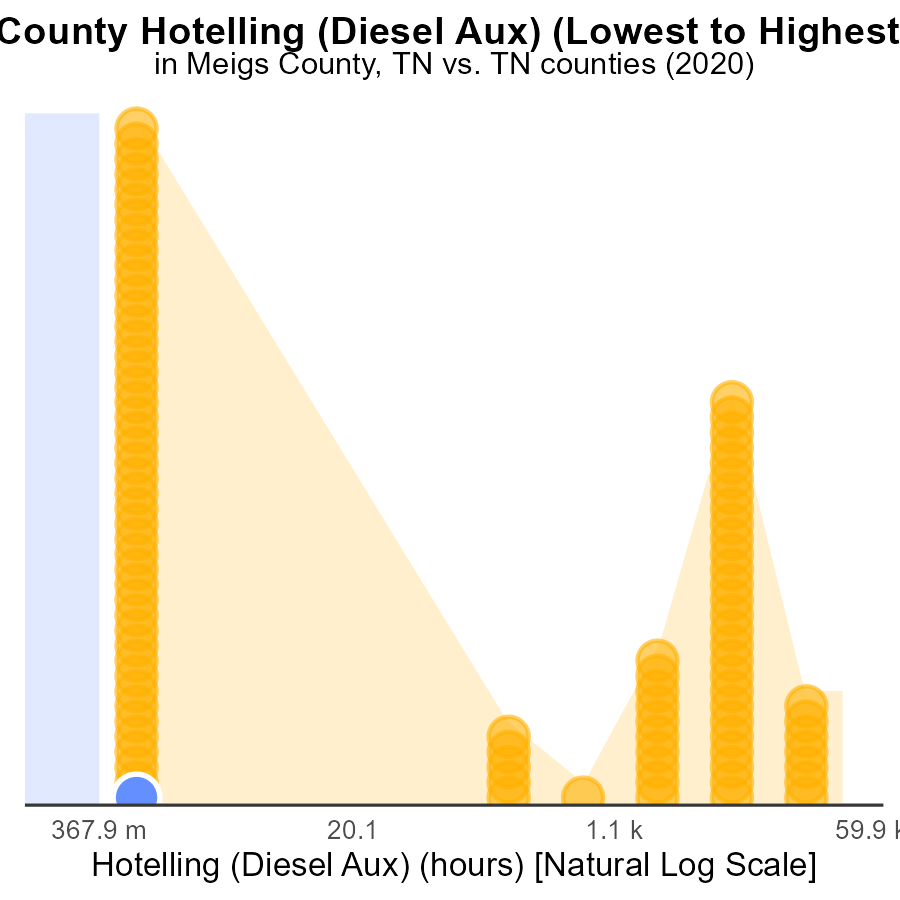 County Hotelling (Diesel Aux) (Lowest to Highest
in Meigs County, TN vs. TN counties (2020)
367.9 m 20.1 1.1 k 59.9 k
Hotelling (Diesel Aux) (hours) [Natural Log Scale]